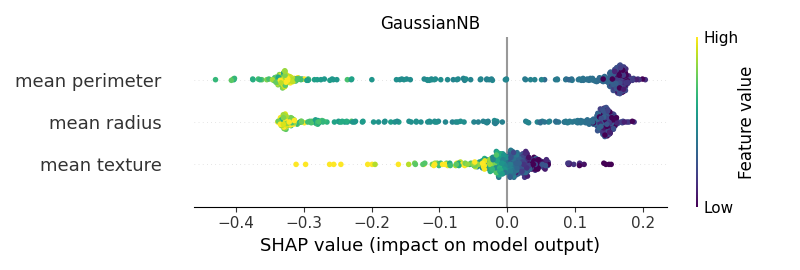 GaussianNB
High
mean perimeter
mean radius
mean texture
Feature value
Low
−0.4 −0.3 −0.2 −0.1 0.0 0.1 0.2
SHAP value (impact on model output)